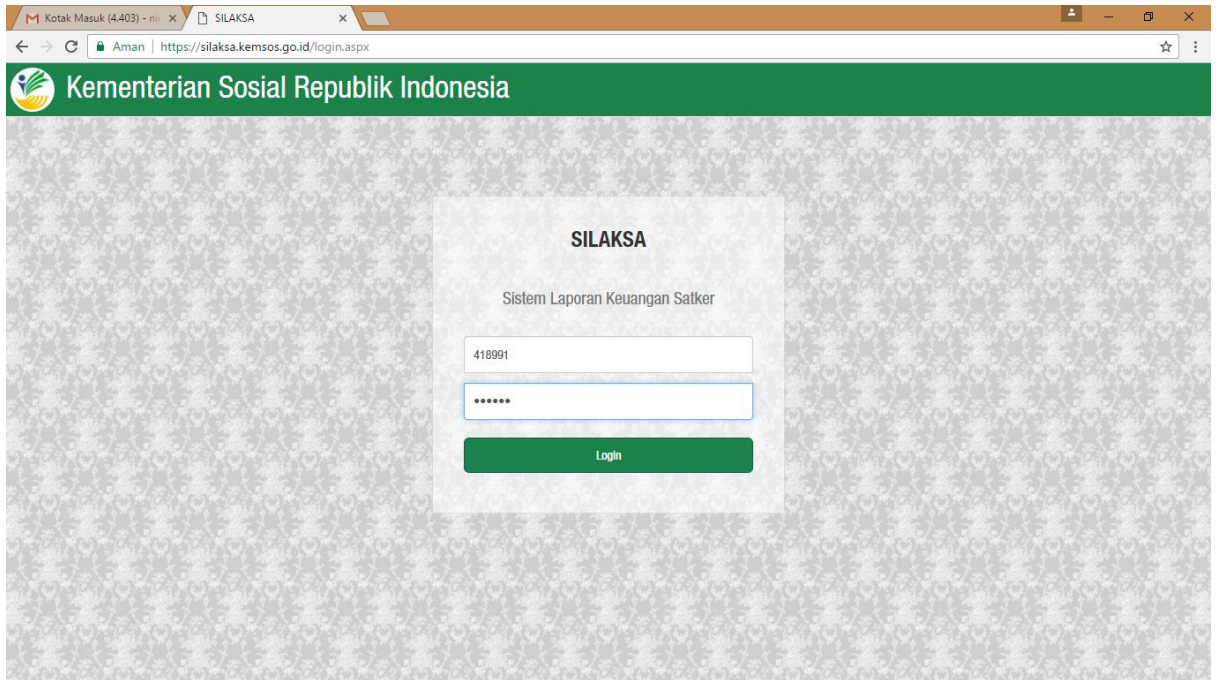 Kotak Masuk (4.403) - ni
SILAKSA
Aman | https://silaksa.kemsos.go.id/login.aspx
Kementerian Sosial Republik Indonesia
SILAKSA
Sistem Laporan Keuangan Satker
418991
••••••
Login